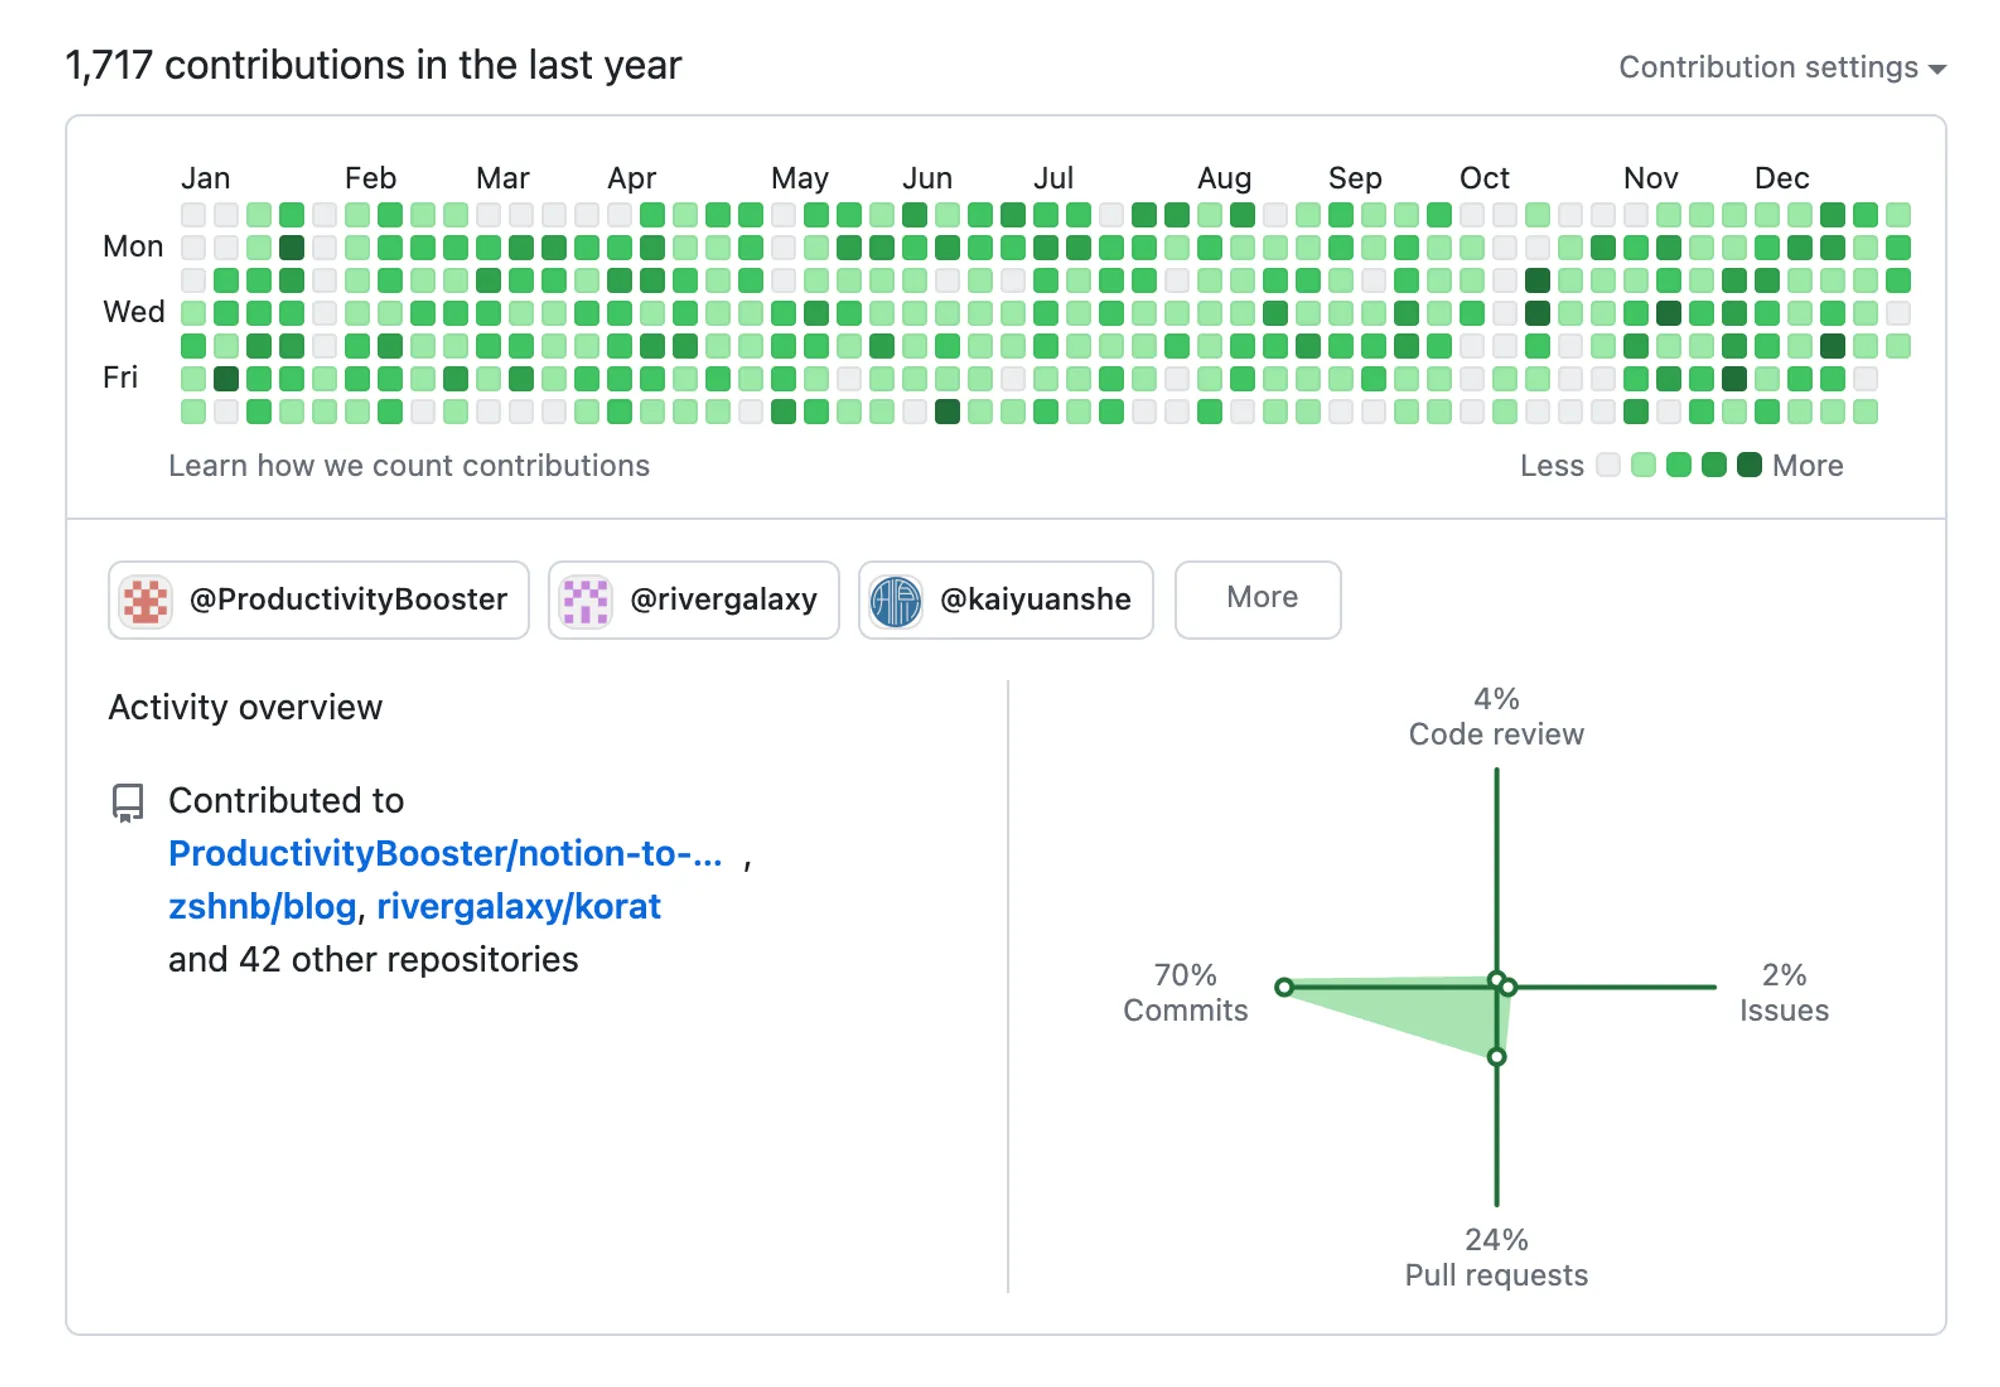 1,717 contributions in the last year
Contribution settings
Jan Feb Mar Apr May Jun Jul Aug Sep Oct Nov Dec
Mon
Wed
Fri
Learn how we count contributions
Less More
@ProductivityBooster @rivergalaxy @kaiyuanshe More
Activity overview
Contributed to
ProductivityBooster/notion-to-... ,
zshnb/blog, rivergalaxy/korat
and 42 other repositories
4%
Code review
70%
Commits
2%
Issues
24%
Pull requests